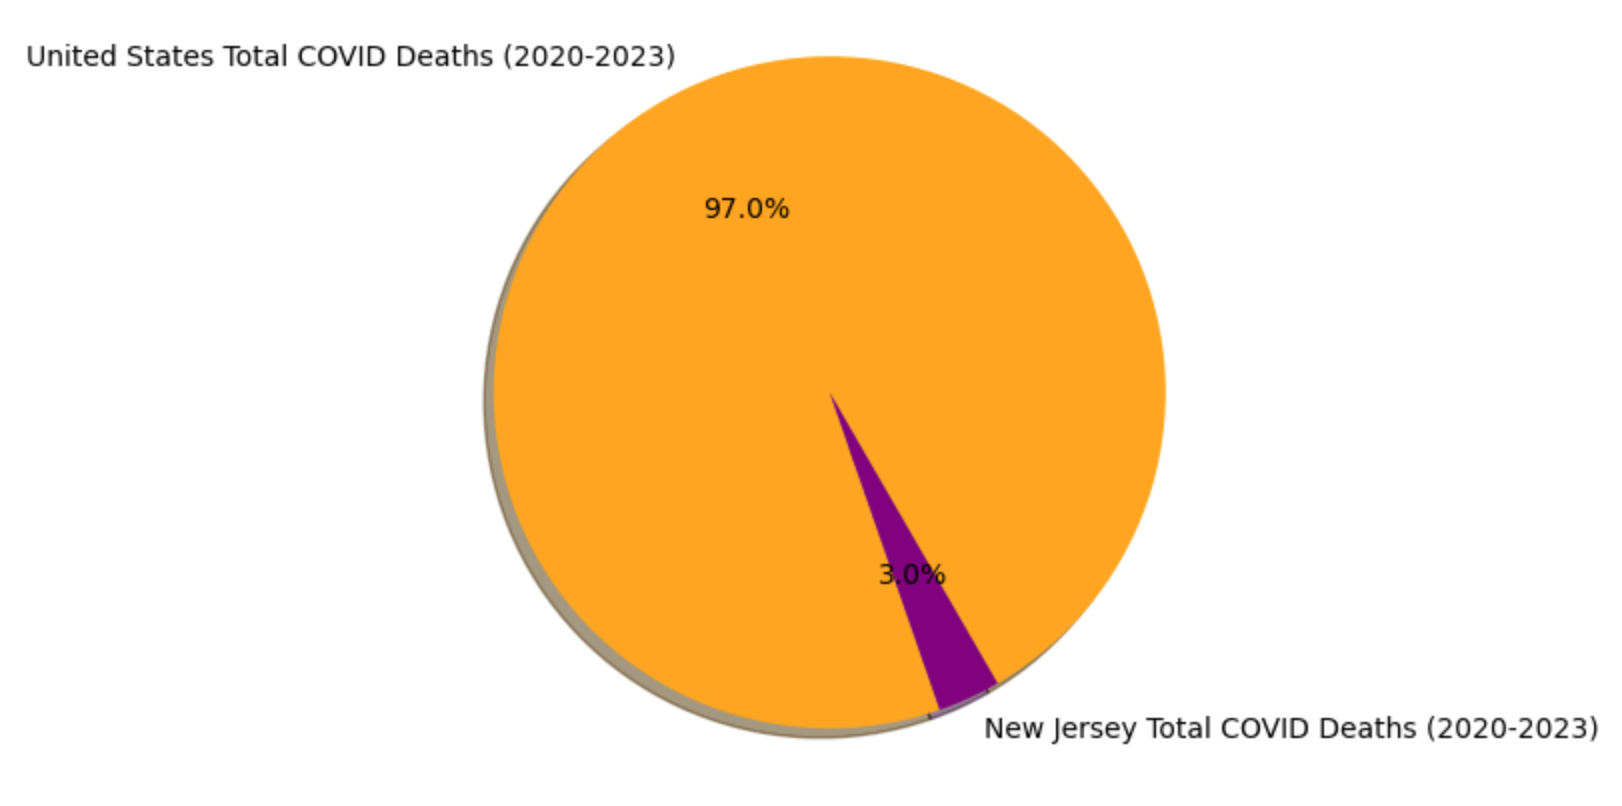 United States Total COVID Deaths (2020-2023)
97.0%
3.0%
New Jersey Total COVID Deaths (2020-2023)